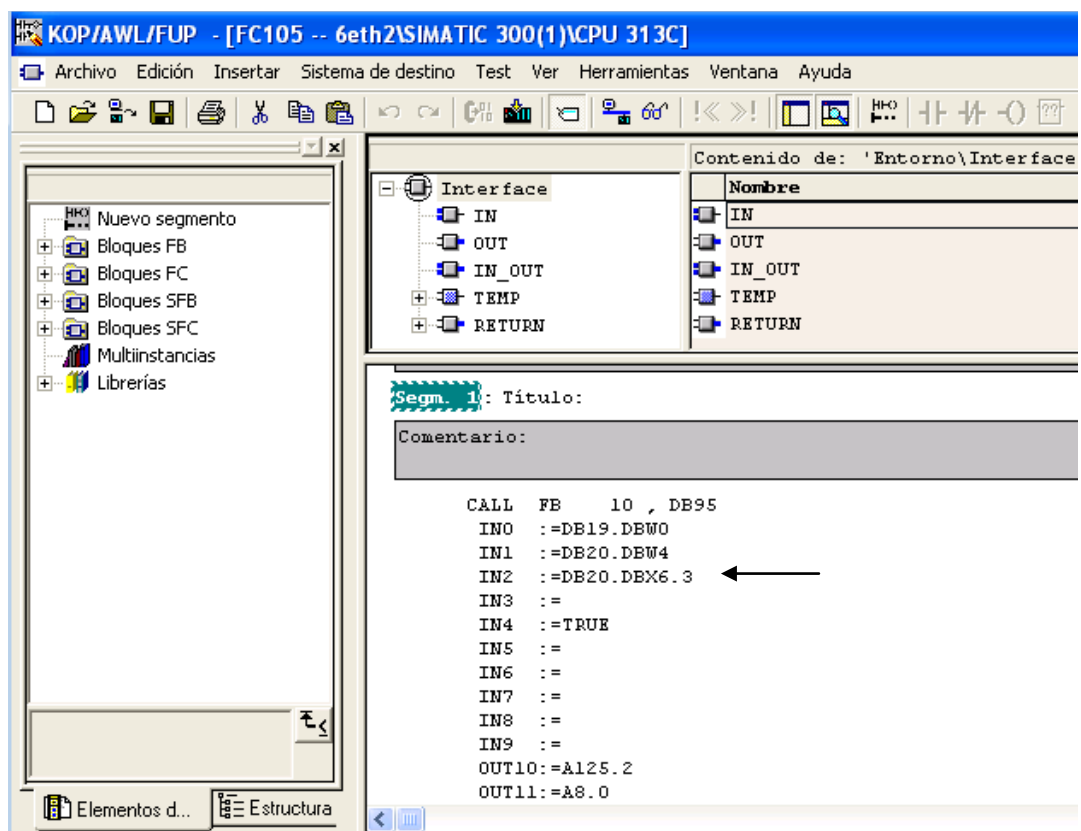 KOP/AWL/FUP - [FC105 -- 6eth2\SIMATIC 300(1)\CPU 313C]
Archivo Edición Insertar Sistema de destino Test Ver Herramientas Ventana Ayuda
Nuevo segmento
Bloques FB
Bloques FC
Bloques SFB
Bloques SFC
Multiinstancias
Librerías
Elementos d...
Estructura
Interface
IN
OUT
IN_OUT
TEMP
RETURN
Contenido de: 'Entorno\Interface
Nombre
IN
OUT
IN_OUT
TEMP
RETURN
Segm. 1: Título:
Comentario:
CALL FB 10 , DB95
IN0 :=DB19.DBW0
IN1 :=DB20.DBW4
IN2 :=DB20.DBX6.3
IN3 :=
IN4 :=TRUE
IN5 :=
IN6 :=
IN7 :=
IN8 :=
IN9 :=
OUT10:=A125.2
OUT11:=A8.0